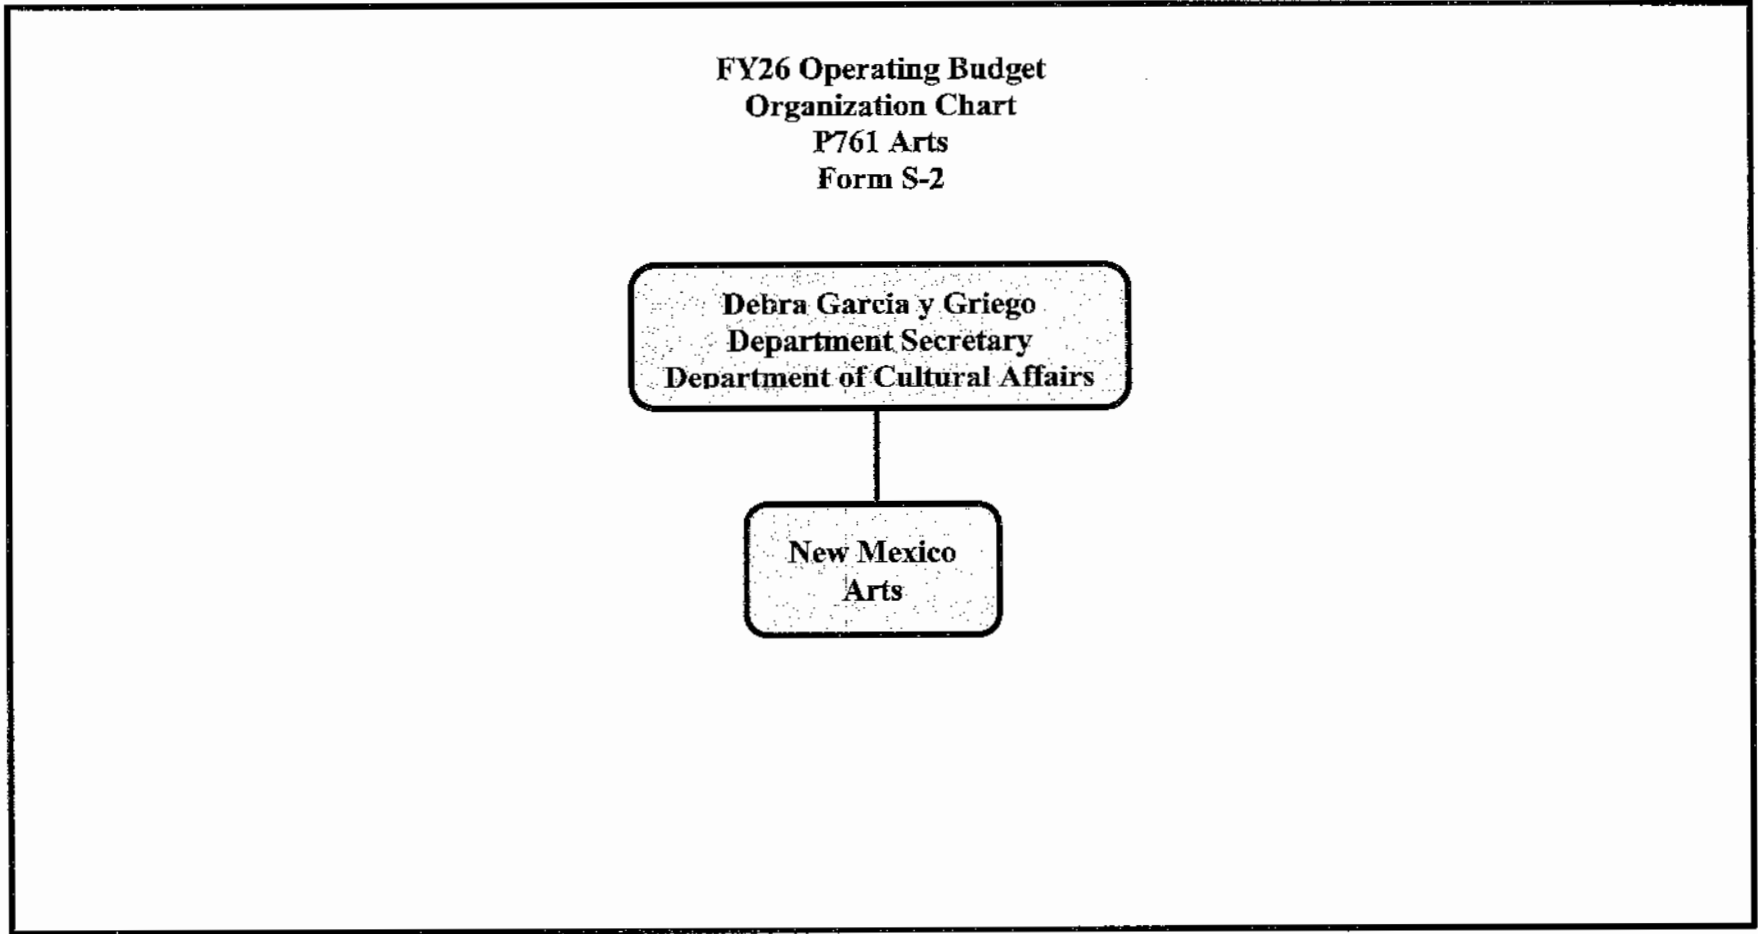 FY26 Operating Budget
Organization Chart
P761 Arts
Form S-2
Debra Garcia y Griego
Department Secretary
Department of Cultural Affairs
New Mexico
Arts